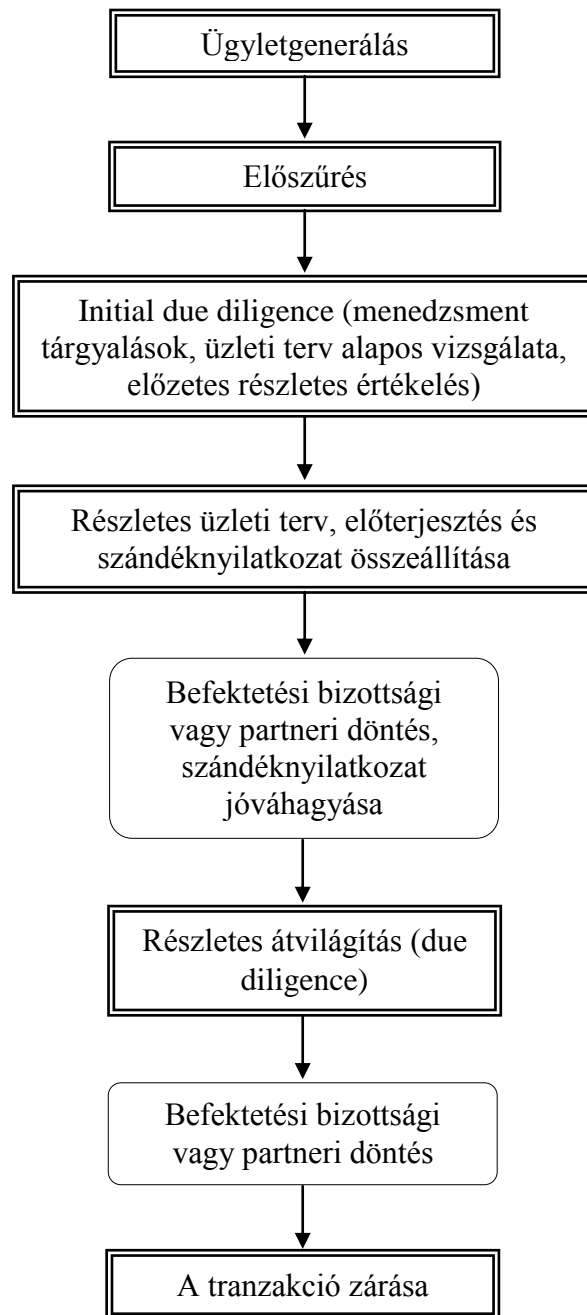 Ügyletgenerálás
Előszűrés
Initial due diligence (menedzsment
tárgyalások, üzleti terv alapos vizsgálata,
előzetes részletes értékelés)
Részletes üzleti terv, előterjesztés és
szándéknyilatkozat összeállítása
Befektetési bizottsági
vagy partneri döntés,
szándéknyilatkozat
jóváhagyása
Részletes átvilágítás (due
diligence)
Befektetési bizottsági
vagy partneri döntés
A tranzakció zárása